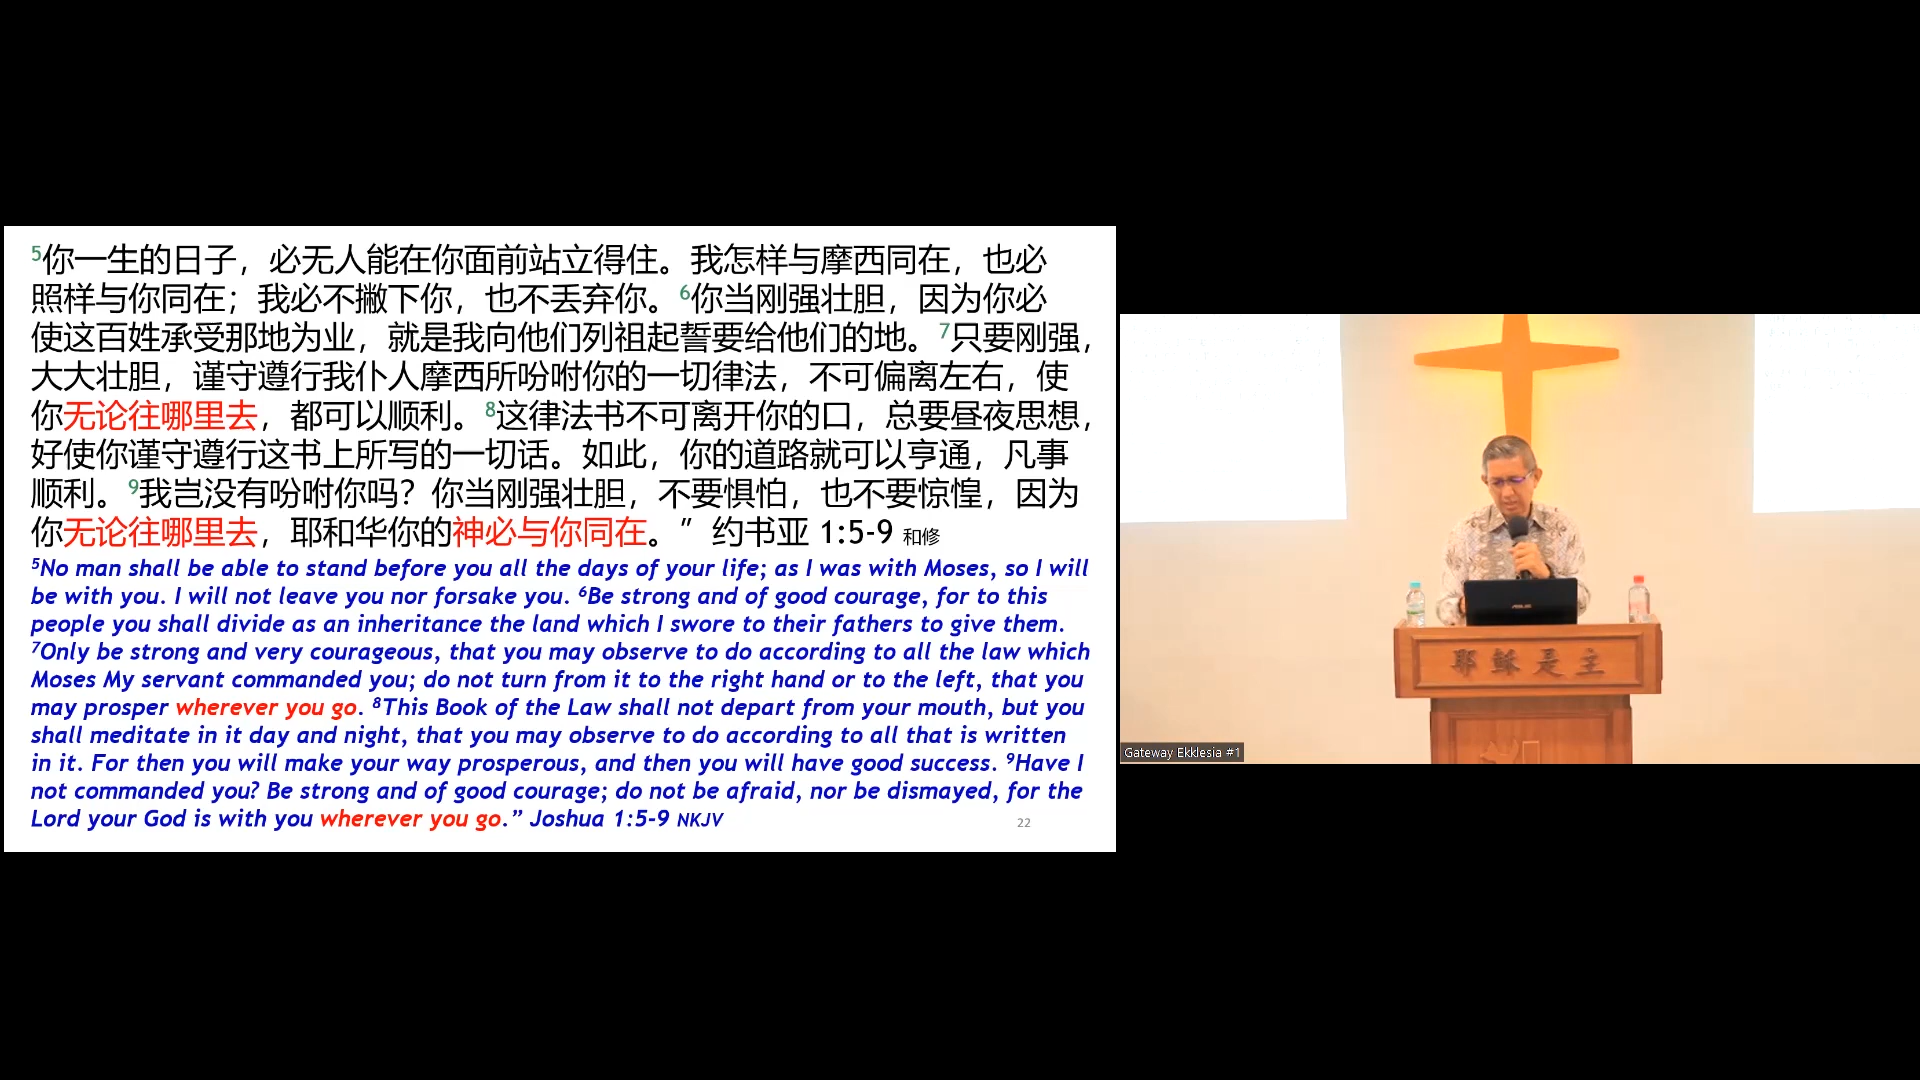 ⁵你一生的日子，必无人能在你面前站立得住。我怎样与摩西同在，也必
照样与你同在；我必不撇下你，也不丢弃你。⁶你当刚强壮胆，因为你必
使这百姓承受那地为业，就是我向他们列祖起誓要给他们的地。⁷只要刚强，
大大壮胆，谨守遵行我仆人摩西所吩咐你的一切律法，不可偏离左右，使
你无论往哪里去，都可以顺利。⁸这律法书不可离开你的口，总要昼夜思想，
好使你谨守遵行这书上所写的一切话。如此，你的道路就可以亨通，凡事
顺利。⁹我岂没有吩咐你吗？你当刚强壮胆，不要惧怕，也不要惊惶，因为
你无论往哪里去，耶和华你的神必与你同在。” 约书亚 1:5-9 和修
⁵No man shall be able to stand before you all the days of your life; as I was with Moses, so I will
be with you. I will not leave you nor forsake you. ⁶Be strong and of good courage, for to this
people you shall divide as an inheritance the land which I swore to their fathers to give them.
⁷Only be strong and very courageous, that you may observe to do according to all the law which
Moses My servant commanded you; do not turn from it to the right hand or to the left, that you
may prosper wherever you go. ⁸This Book of the Law shall not depart from your mouth, but you
shall meditate in it day and night, that you may observe to do according to all that is written
in it. For then you will make your way prosperous, and then you will have good success. ⁹Have I
not commanded you? Be strong and of good courage; do not be afraid, nor be dismayed, for the
Lord your God is with you wherever you go.” Joshua 1:5-9 NKJV
22
ASUS
耶穌是主
Gateway Ekklesia #1